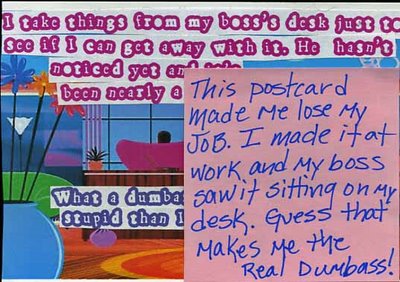 I take things from my boss's desk just to
see if I can get away with it. He hasn't
noticed yet and
been nearly a
What a dumba
stupid than I
This postcard
made me lose my
JOB. I made it at
work, and my boss
saw it sitting on my
desk. Guess that
makes me the
Real Dumbass!